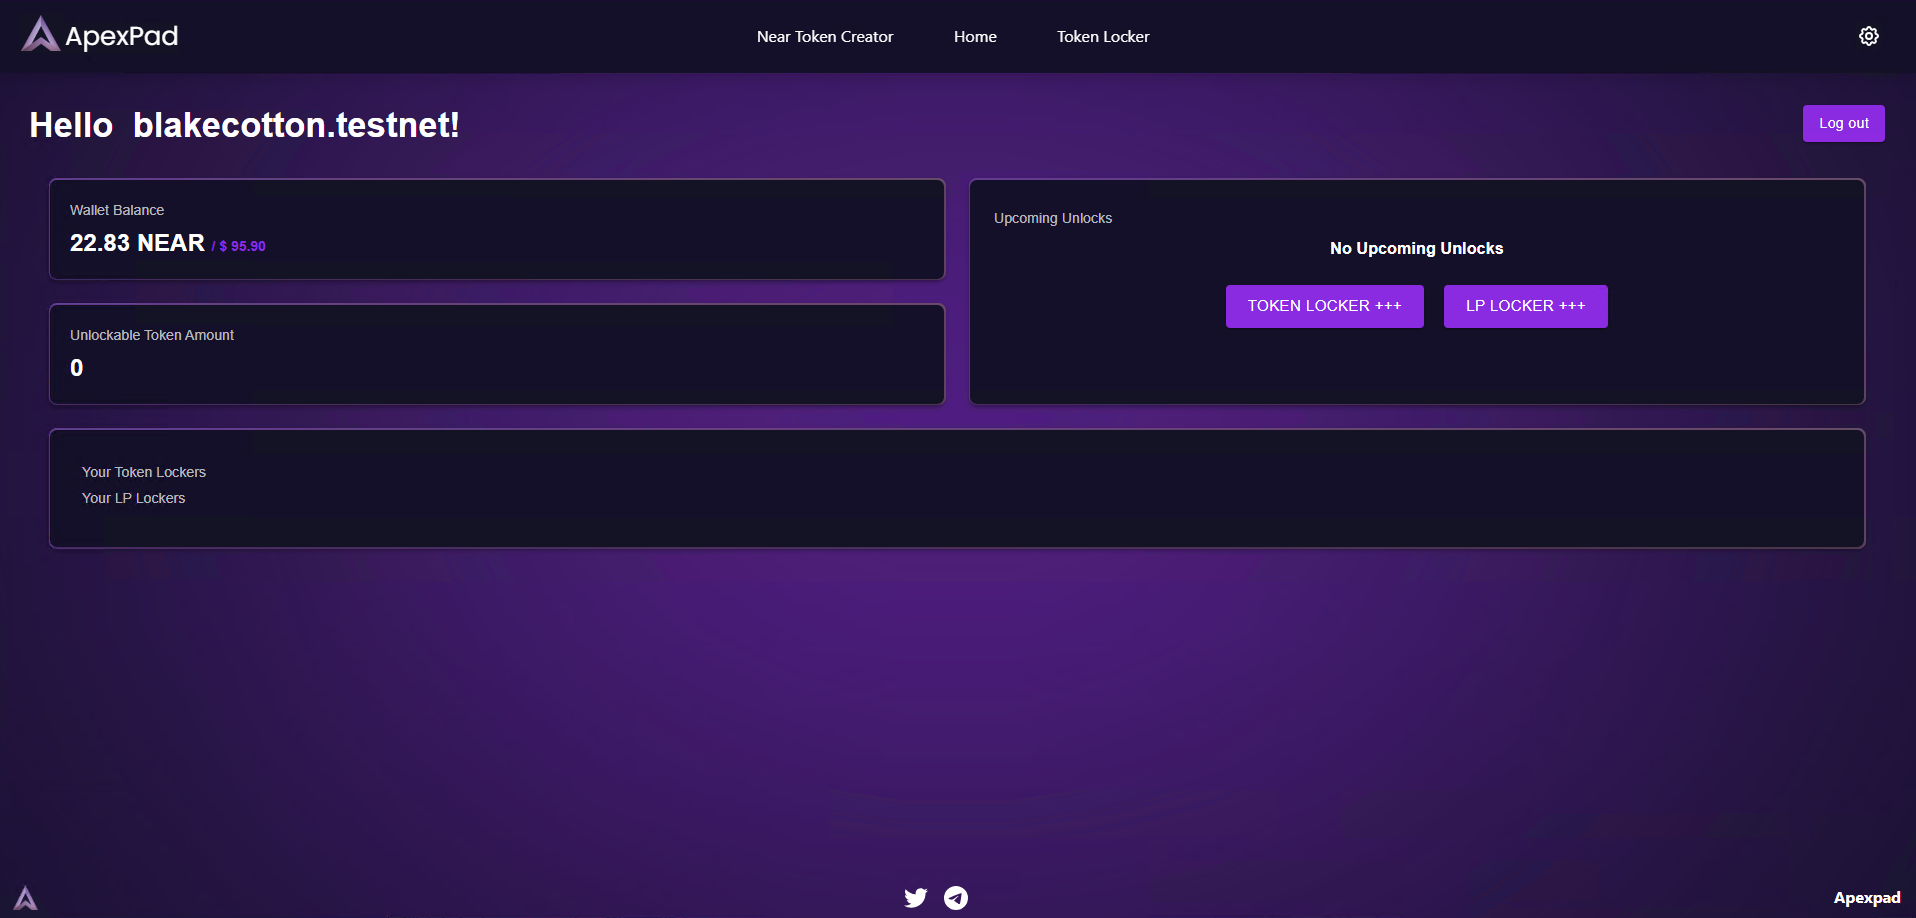 ApexPad
Near Token Creator
Home
Token Locker
Hello blakecotton.testnet!
Log out
Wallet Balance
22.83 NEAR / $ 95.90
Unlockable Token Amount
0
Upcoming Unlocks
No Upcoming Unlocks
TOKEN LOCKER +++
LP LOCKER +++
Your Token Lockers
Your LP Lockers
Apexpad